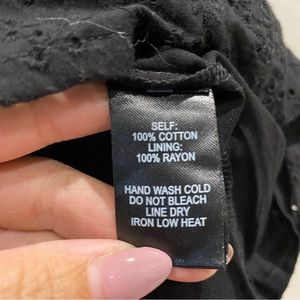 SELF:
100% COTTON
LINING:
100% RAYON
HAND WASH COLD
DO NOT BLEACH
LINE DRY
IRON LOW HEAT